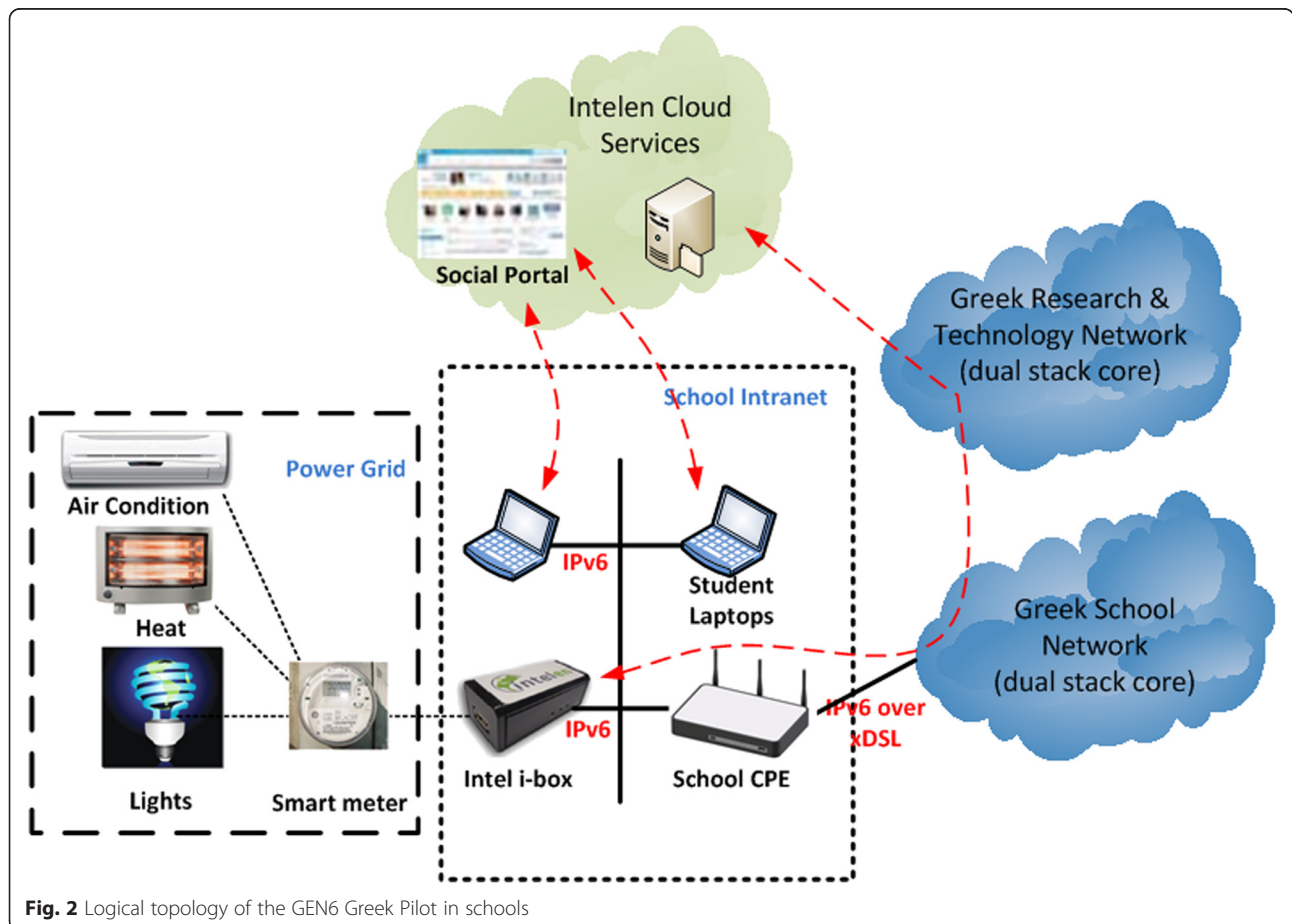 Intelen Cloud
Services
Social Portal
Greek Research &
Technology Network
(dual stack core)
School Intranet
Power Grid
Air Condition
Heat
Lights
Smart meter
IPv6
Student
Laptops
intelen
IPv6
Intel i-box
School CPE
IPv6 over
xDSL
Greek School
Network
(dual stack core)
Fig. 2 Logical topology of the GEN6 Greek Pilot in schools